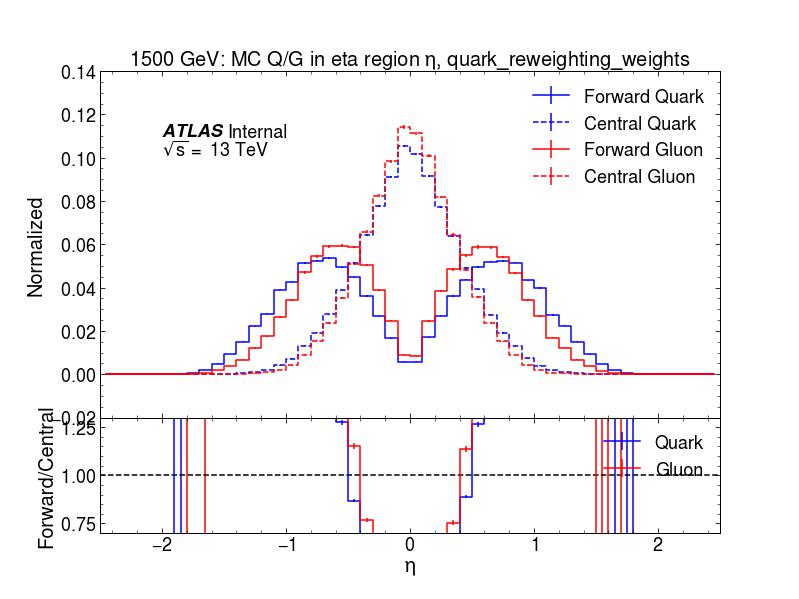 1500 GeV: MC Q/G in eta region η, quark_reweighting_weights
0.14
0.12
0.10
0.08
0.06
0.04
0.02
0.00
Normalized
ATLAS Internal
√s = 13 TeV
Forward Quark
Central Quark
Forward Gluon
Central Gluon
0.02
1.25
1.00
0.75
Forward/Central
Quark
Gluon
−2 −1 0 1 2
η